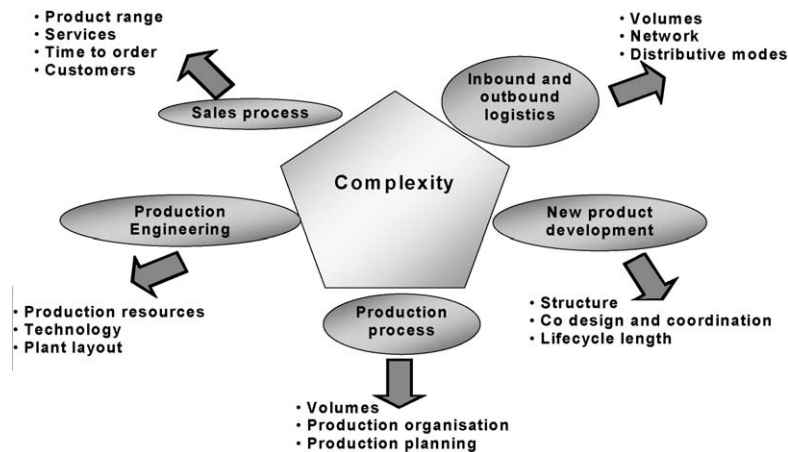 • Product range
• Services
• Time to order
• Customers
Sales process
• Volumes
• Network
• Distributive modes
Inbound and
outbound
logistics
Complexity
Production
Engineering
• Production resources
• Technology
• Plant layout
New product
development
• Structure
• Co design and coordination
• Lifecycle length
Production
process
• Volumes
• Production organisation
• Production planning